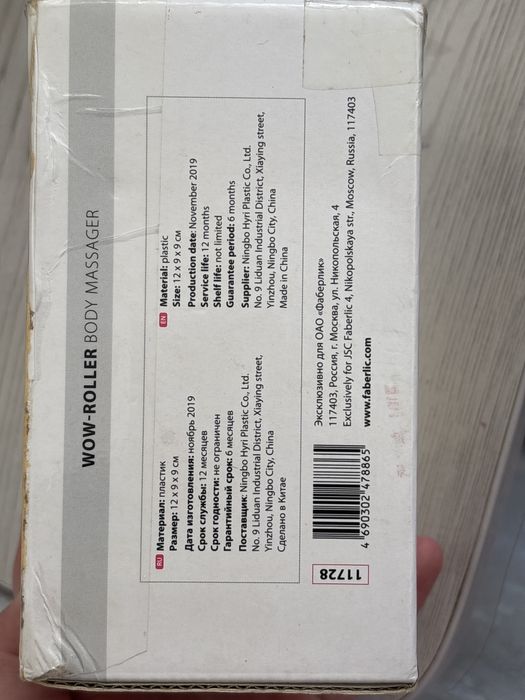 WOW-ROLLER BODY MASSAGER
RU Материал: пластик
Размер: 12 x 9 x 9 см
Дата изготовления: ноябрь 2019
Срок службы: 12 месяцев
Срок годности: не ограничен
Гарантийный срок: 6 месяцев
Поставщик: Ningbo Hyri Plastic Co., Ltd.
No. 9 Liduan Industrial District, Xiaying street,
Yinzhou, Ningbo City, China
Сделано в Китае
EN Material: plastic
Size: 12 x 9 x 9 см
Production date: November 2019
Service life: 12 months
Shelf life: not limited
Guarantee period: 6 months
Supplier: Ningbo Hyri Plastic Co., Ltd.
No. 9 Liduan Industrial District, Xiaying street,
Yinzhou, Ningbo City, China
Made in China
11728
4 690302 478865
Эксклюзивно для ОАО «Фаберлик»
117403, Россия, г. Москва, ул. Никопольская, 4
Exclusively for JSC Faberlic 4, Nikopolskaya str., Moscow, Russia, 117403
www.faberlic.com